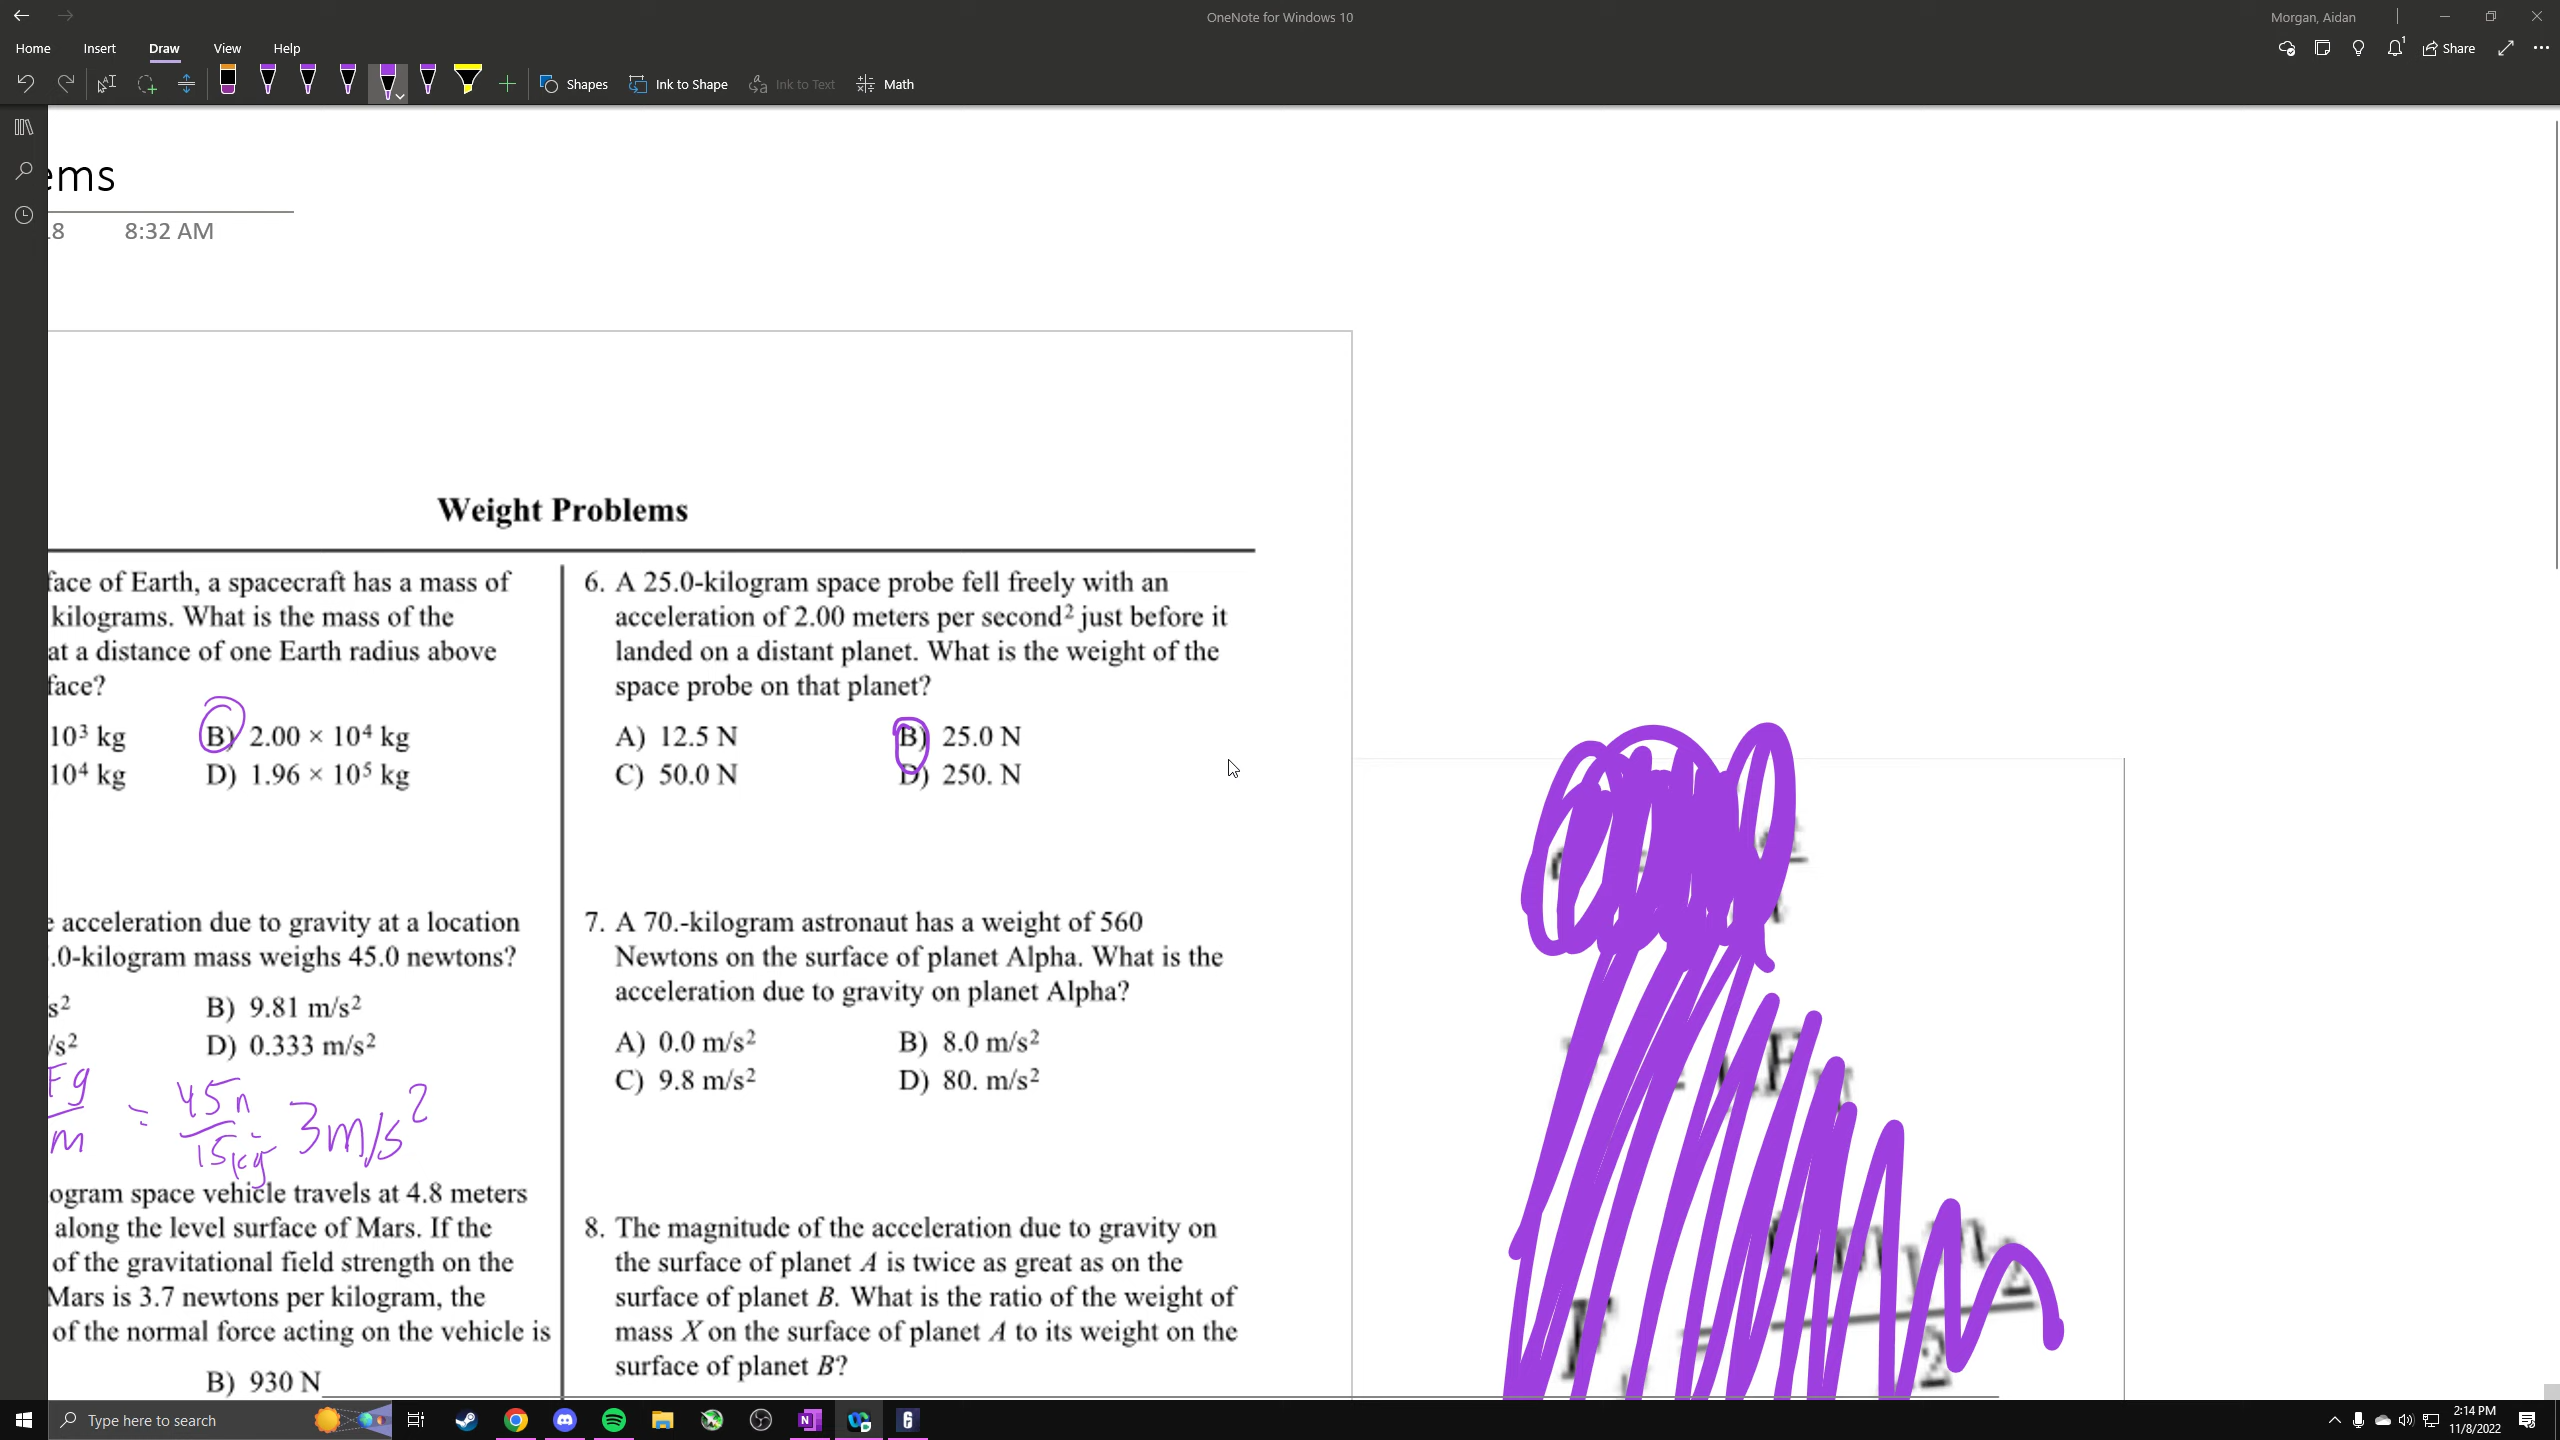 OneNote for Windows 10
Morgan, Aidan
Home Insert Draw View Help
1
Share
Shapes Ink to Shape Ink to Text Math
ems
18 8:32 AM
Weight Problems
face of Earth, a spacecraft has a mass of
kilograms. What is the mass of the
at a distance of one Earth radius above
face?
10³ kg B) 2.00 × 10⁴ kg
10⁴ kg D) 1.96 × 10⁵ kg
e acceleration due to gravity at a location
.0-kilogram mass weighs 45.0 newtons?
s² B) 9.81 m/s²
/s² D) 0.333 m/s²
Fg
m
= 45n
15kg
3m/s²
ogram space vehicle travels at 4.8 meters
along the level surface of Mars. If the
of the gravitational field strength on the
Mars is 3.7 newtons per kilogram, the
of the normal force acting on the vehicle is
B) 930 N
6. A 25.0-kilogram space probe fell freely with an
acceleration of 2.00 meters per second² just before it
landed on a distant planet. What is the weight of the
space probe on that planet?
A) 12.5 N B) 25.0 N
C) 50.0 N D) 250. N
7. A 70.-kilogram astronaut has a weight of 560
Newtons on the surface of planet Alpha. What is the
acceleration due to gravity on planet Alpha?
A) 0.0 m/s² B) 8.0 m/s²
C) 9.8 m/s² D) 80. m/s²
8. The magnitude of the acceleration due to gravity on
the surface of planet A is twice as great as on the
surface of planet B. What is the ratio of the weight of
mass X on the surface of planet A to its weight on the
surface of planet B?
Type here to search
2:14 PM
11/8/2022